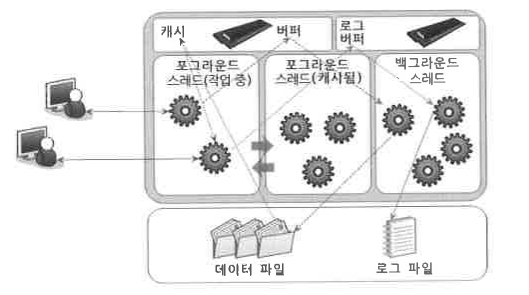 캐시
버퍼
로그
버퍼
포그라운드
스레드(작업 중)
포그라운드
스레드(캐시됨)
백그라운드
스레드
데이터 파일
로그 파일